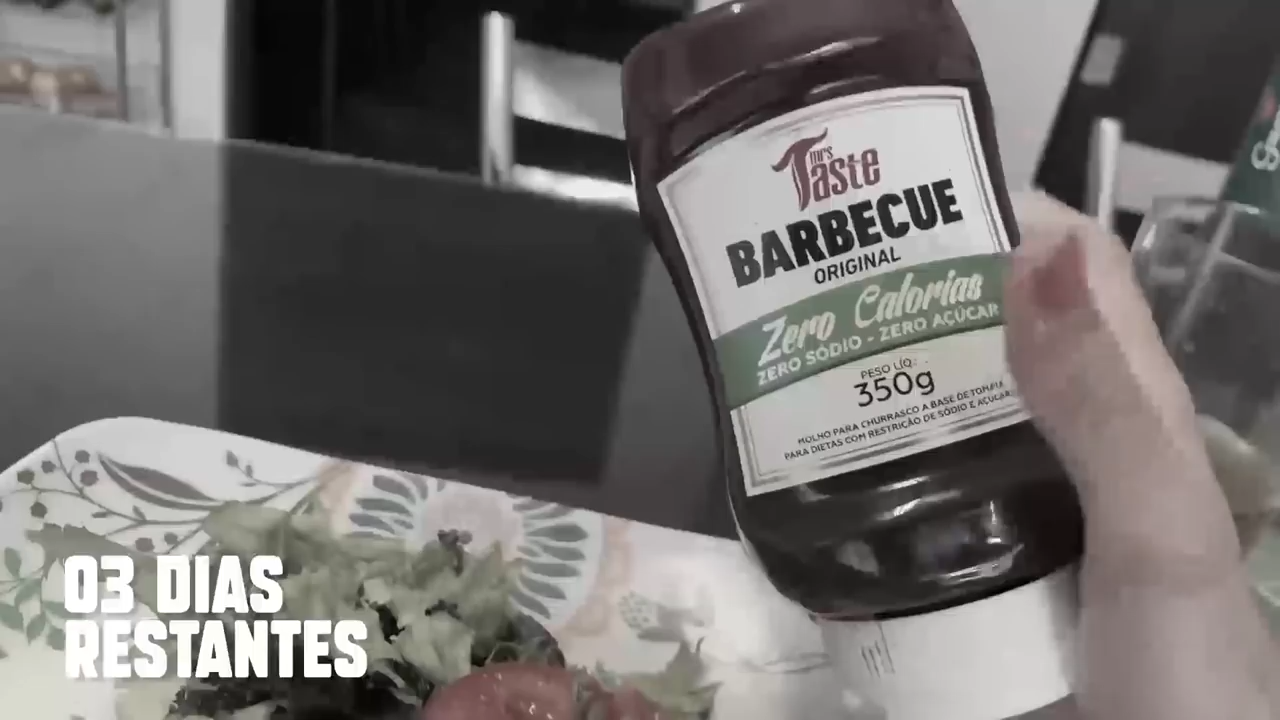 mrs
Taste
BARBECUE
ORIGINAL
Zero Calorias
ZERO SÓDIO - ZERO AÇÚCAR
PESO LÍQ.:
350g
MOLHO PARA CHURRASCO A BASE DE TOMATE
PARA DIETAS COM RESTRIÇÃO DE SÓDIO E AÇÚCAR
03 DIAS
RESTANTES